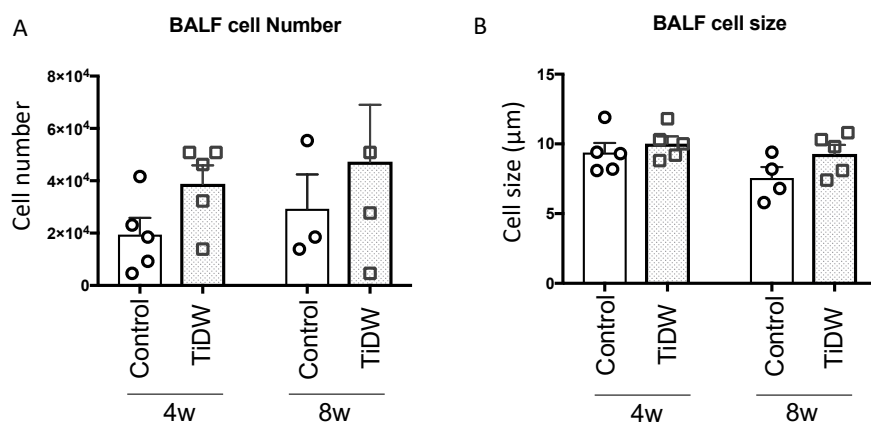 A
BALF cell Number
Cell number
8×10⁴
6×10⁴
4×10⁴
2×10⁴
0
Control
TiDW
Control
TiDW
4w
8w
B
BALF cell size
Cell size (μm)
15
10
5
0
Control
TiDW
Control
TiDW
4w
8w